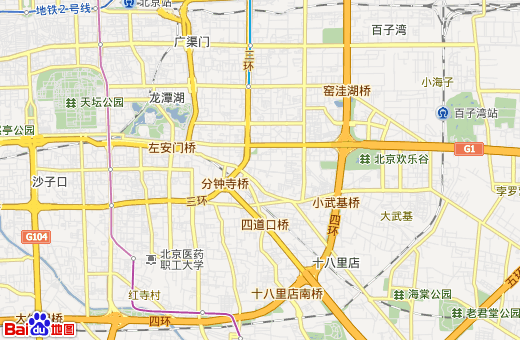 地铁2号线
北京站
广渠门
百子湾
三环
小海子
窑洼湖桥
龙潭湖
天坛公园
百子湾站
左安门桥
G1
北京欢乐谷
沙子口
分钟寺桥
三环
小武基桥
四环
大武基
四道口桥
G104
北京医药
职工大学
十八里店
五环
红寺村
十八里店南桥
海棠公园
老君堂公园
四环
Bai du 地图